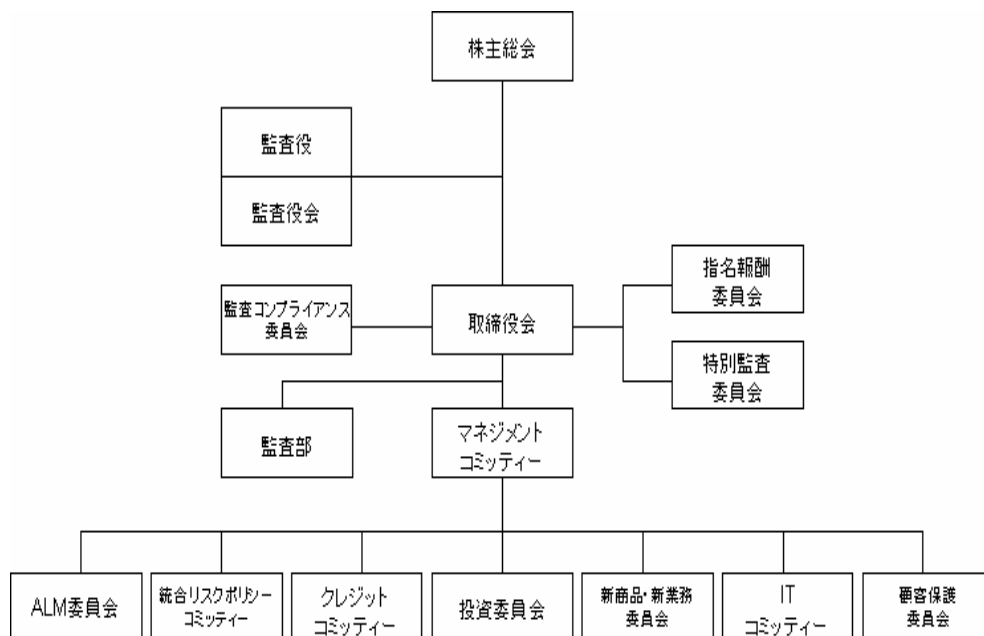 株主総会
監査役
監査役会
監査コンプライアンス
委員会
取締役会
指名報酬
委員会
特別監査
委員会
監査部
マネジメント
コミッティー
ALM委員会
統合リスクポリシー
コミッティー
クレジット
コミッティー
投資委員会
新商品・新業務
委員会
IT
コミッティー
顧客保護
委員会